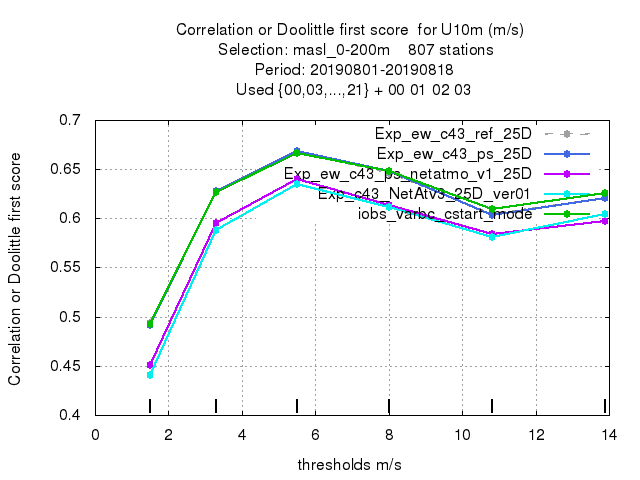 Correlation or Doolittle first score for U10m (m/s)
Selection: masl_0-200m 807 stations
Period: 20190801-20190818
Used {00,03,...,21} + 00 01 02 03
Correlation or Doolittle first score
0.7
0.65
0.6
0.55
0.5
0.45
0.4
Exp_ew_c43_ref_25D
Exp_ew_c43_ps_25D
Exp_ew_c43_ps_netatmo_v1_25D
Exp_c43_NetAtv3_25D_ver01
iobs_varbc_cstart_mode
0 2 4 6 8 10 12 14
thresholds m/s